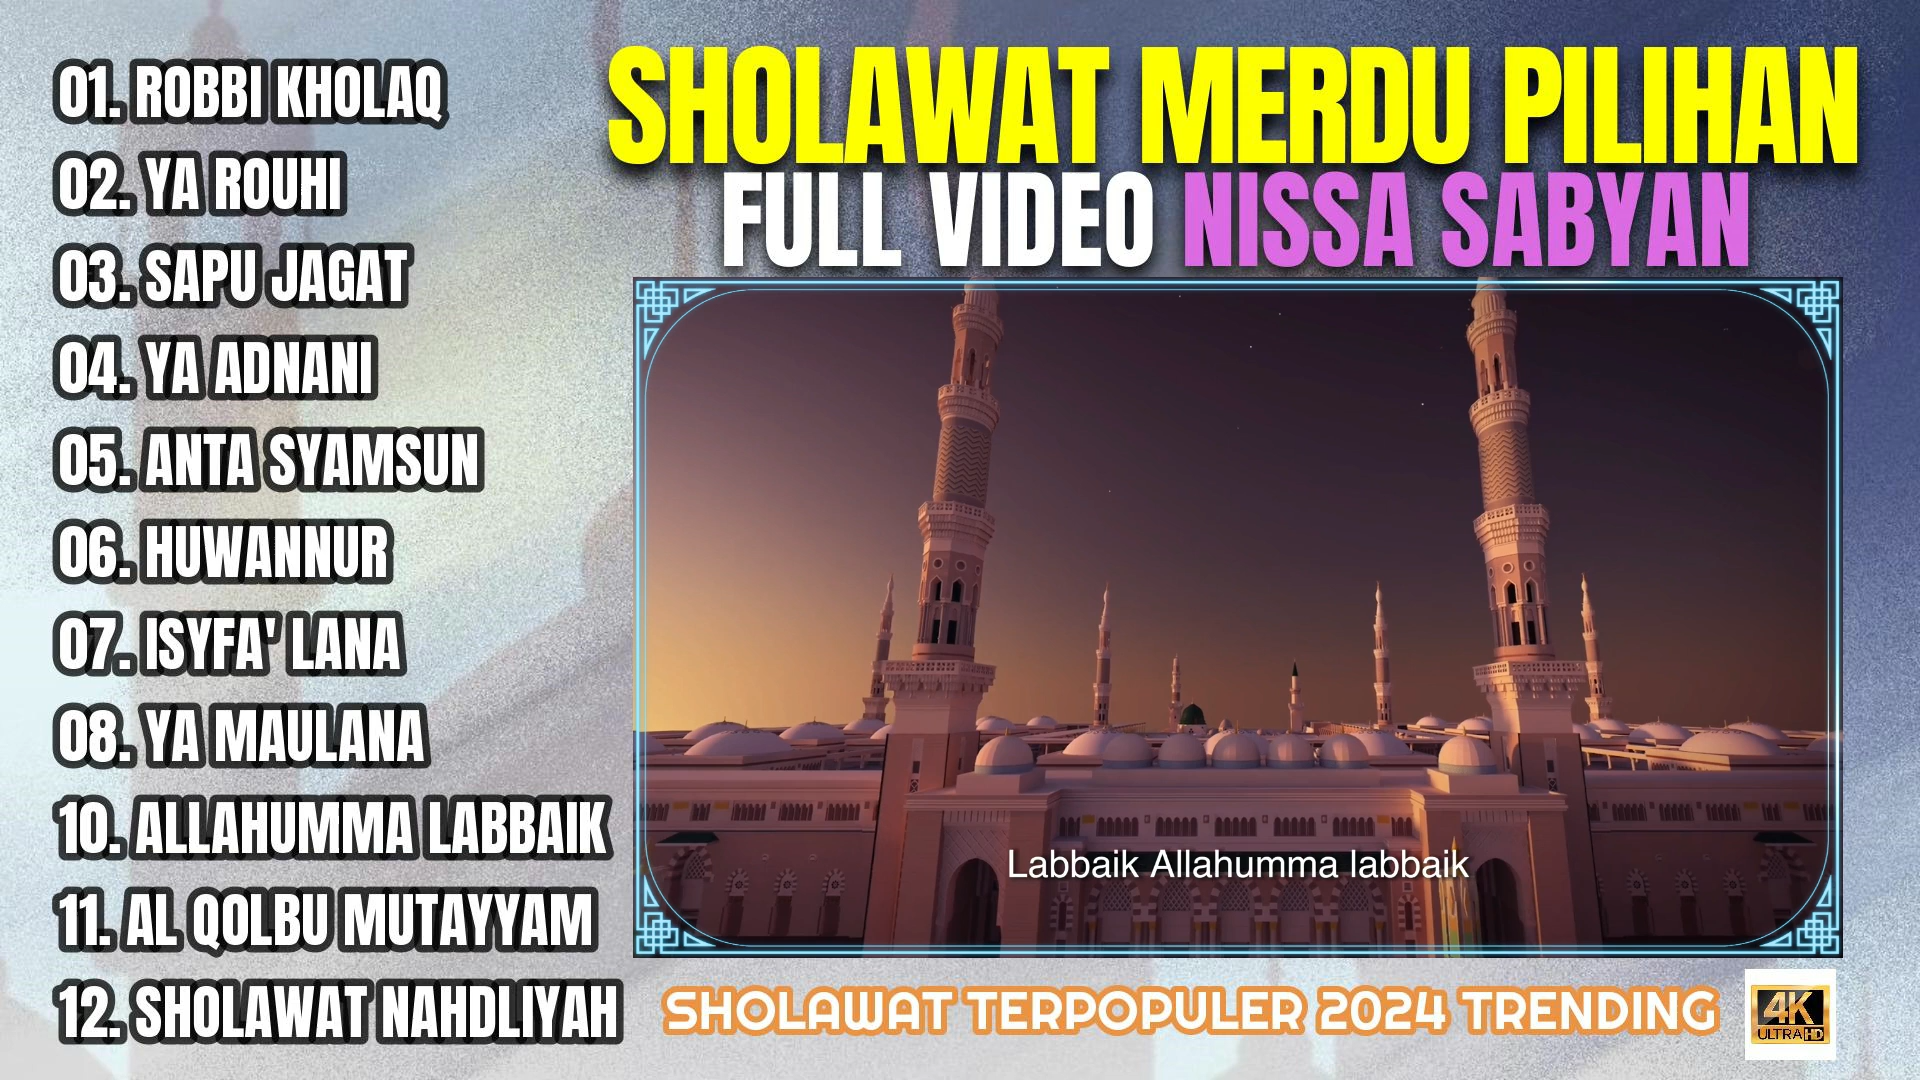 01. ROBBI KHOLAQ
02. YA ROUHI
03. SAPU JAGAT
04. YA ADNANI
05. ANTA SYAMSUN
06. HUWANNUR
07. ISYFA' LANA
08. YA MAULANA
10. ALLAHUMMA LABBAIK
11. AL QOLBU MUTAYYAM
12. SHOLAWAT NAHDLIYAH
SHOLAWAT MERDU PILIHAN
FULL VIDEO NISSA SABYAN
Labbaik Allahumma labbaik
SHOLAWAT TERPOPULER 2024 TRENDING
4K
ULTRA HD